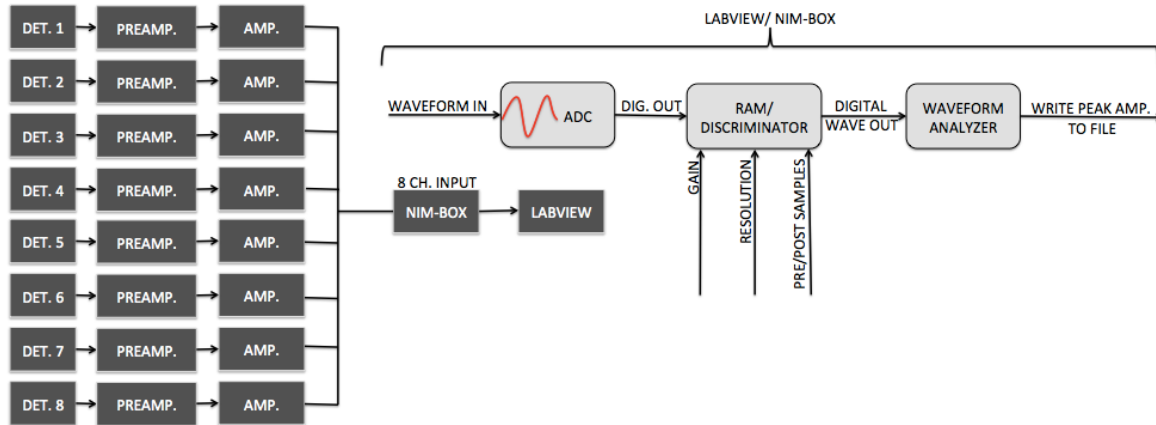 DET. 1 PREAMP. AMP.
DET. 2 PREAMP. AMP.
DET. 3 PREAMP. AMP.
DET. 4 PREAMP. AMP.
DET. 5 PREAMP. AMP.
DET. 6 PREAMP. AMP.
DET. 7 PREAMP. AMP.
DET. 8 PREAMP. AMP.
8 CH. INPUT
NIM-BOX LABVIEW
LABVIEW/ NIM-BOX
WAVEFORM IN
ADC
DIG. OUT
RAM/
DISCRIMINATOR
DIGITAL
WAVE OUT
WAVEFORM
ANALYZER
WRITE PEAK AMP.
TO FILE
GAIN
RESOLUTION
PRE/POST SAMPLES